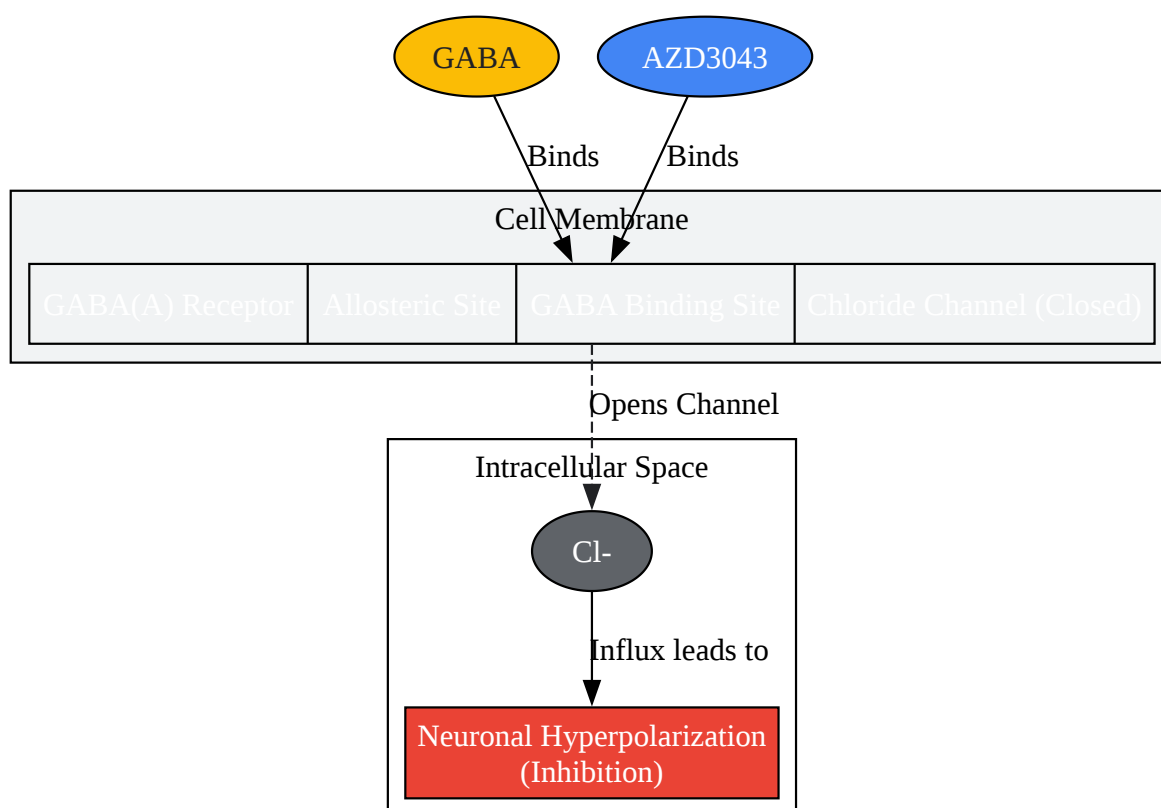 GABA
AZD3043
Binds
Binds
Cell Membrane
GABA(A) Receptor
Allosteric Site
GABA Binding Site
Chloride Channel (Closed)
Opens Channel
Intracellular Space
Cl-
Influx leads to
Neuronal Hyperpolarization
(Inhibition)